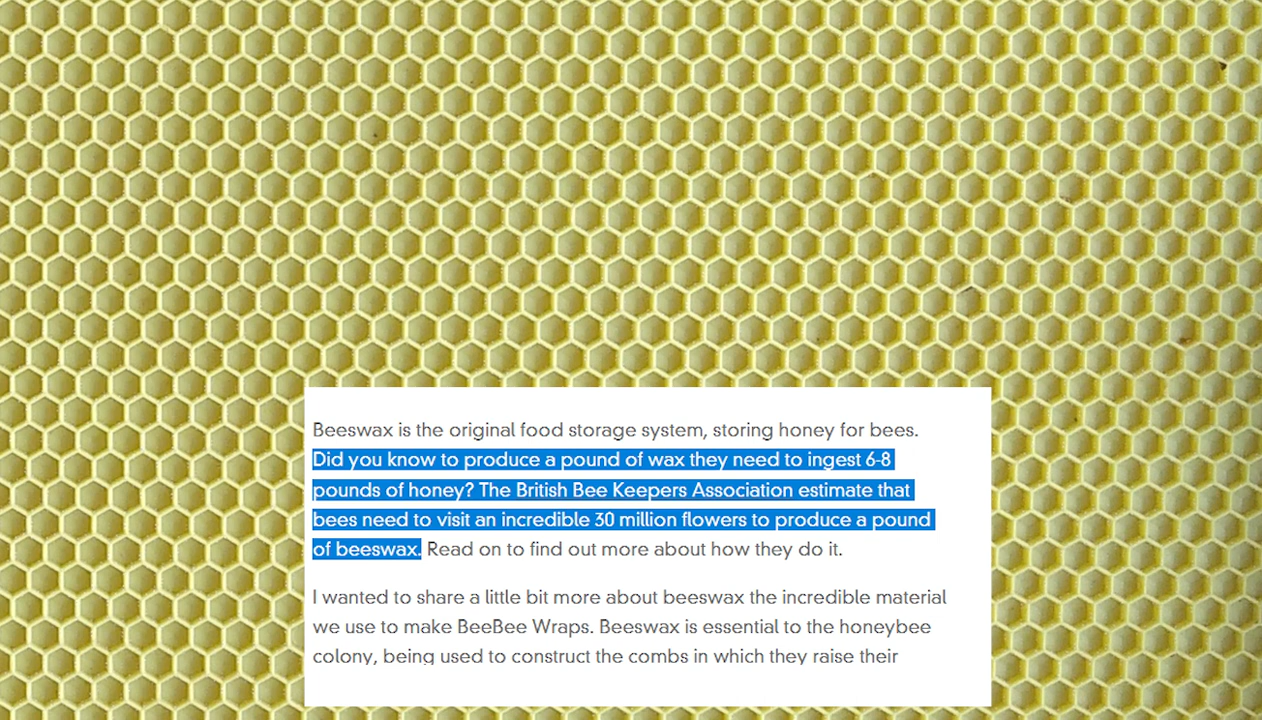 Beeswax is the original food storage system, storing honey for bees.
Did you know to produce a pound of wax they need to ingest 6-8
pounds of honey? The British Bee Keepers Association estimate that
bees need to visit an incredible 30 million flowers to produce a pound
of beeswax. Read on to find out more about how they do it.
I wanted to share a little bit more about beeswax the incredible material
we use to make BeeBee Wraps. Beeswax is essential to the honeybee
colony, being used to construct the combs in which they raise their